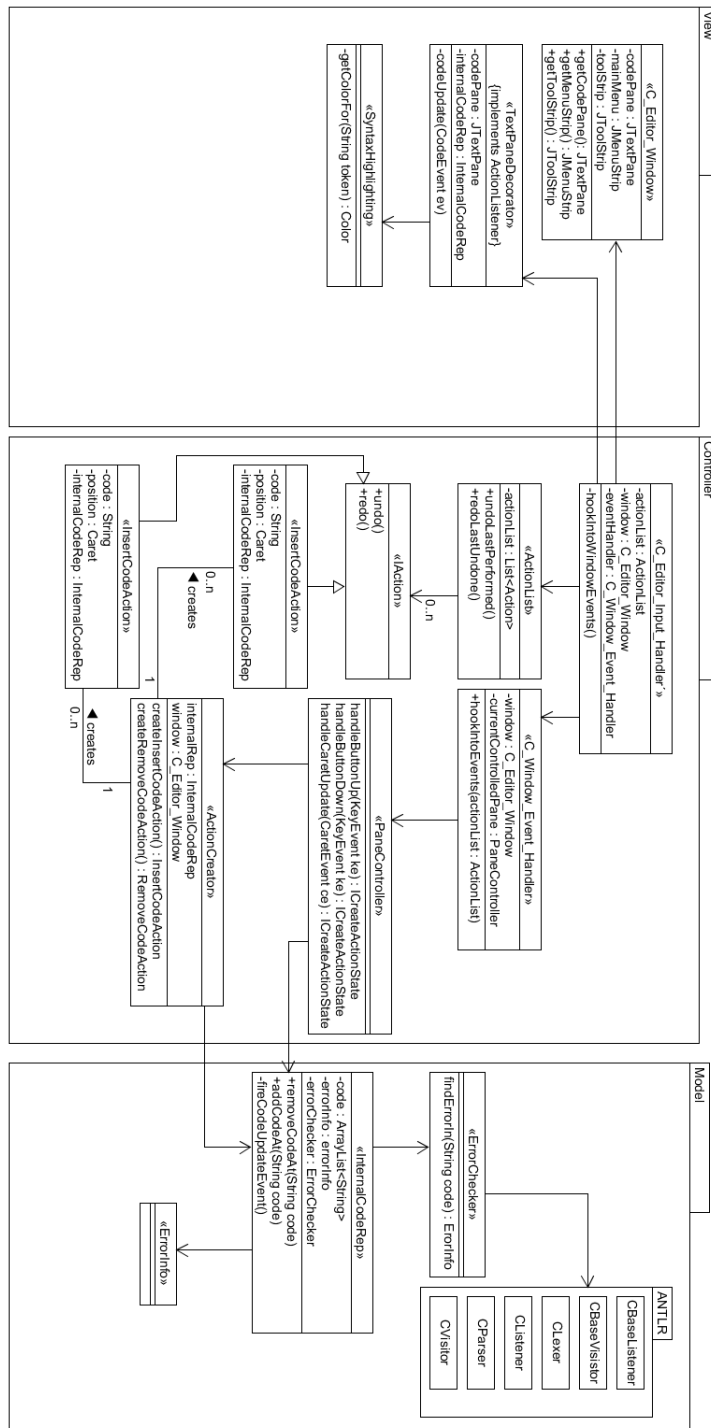 View
«C_Editor_Window»
-codePane : JTextPane
-mainMenu : JMenuStrip
-toolStrip : JToolStrip
+getCodePane(): JTextPane
+getMenuStrip() : JMenuStrip
+getToolStrip() : JToolStrip
«TextPaneDecorator»
{implements ActionListener}
-codePane : JTextPane
-internalCodeRep : InternalCodeRep
-codeUpdate(CodeEvent ev)
«SyntaxHighlighting»
-getColorFor(String token) : Color
Controller
«C_Editor_Input_Handler´»
-actionList : ActionList
-window : C_Editor_Window
-eventHandler : C_Window_Event_Handler
-hookIntoWindowEvents()
«ActionList»
-actionList : List<Action>
+undoLastPerformed()
+redoLastUndone()
0..n
«IAction»
+undo()
+redo()
«C_Window_Event_Handler»
-window : C_Editor_Window
-currentControlledPane : PaneController
+hookIntoEvents(actionList : ActionList)
«PaneController»
handleButtonUp(KeyEvent ke) : ICreateActionState
handleButtonDown(KeyEvent ke) : ICreateActionState
handleCaretUpdate(CaretEvent ce) : ICreateActionState
«InsertCodeAction»
-code : String
-position : Caret
-internalCodeRep : InternalCodeRep
0..n
◀ creates
1
«InsertCodeAction»
-code : String
-position : Caret
-internalCodeRep : InternalCodeRep
0..n
◀ creates
1
«ActionCreator»
internalRep : InternalCodeRep
window : C_Editor_Window
createInsertCodeAction() : InsertCodeAction
createRemoveCodeAction() : RemoveCodeAction
Model
«ErrorChecker»
findErrorIn(String code) : ErorInfo
ANTLR
CBaseListener
CBaseVisistor
CLexer
CListener
CParser
CVisitor
«InternalCodeRep»
-code : ArrayList<String>
-errorInfo : errorInfo
-errorChecker : ErrorChecker
+removeCodeAt(String code)
+addCodeAt(String code)
-fireCodeUpdateEvent()
«ErrorInfo»